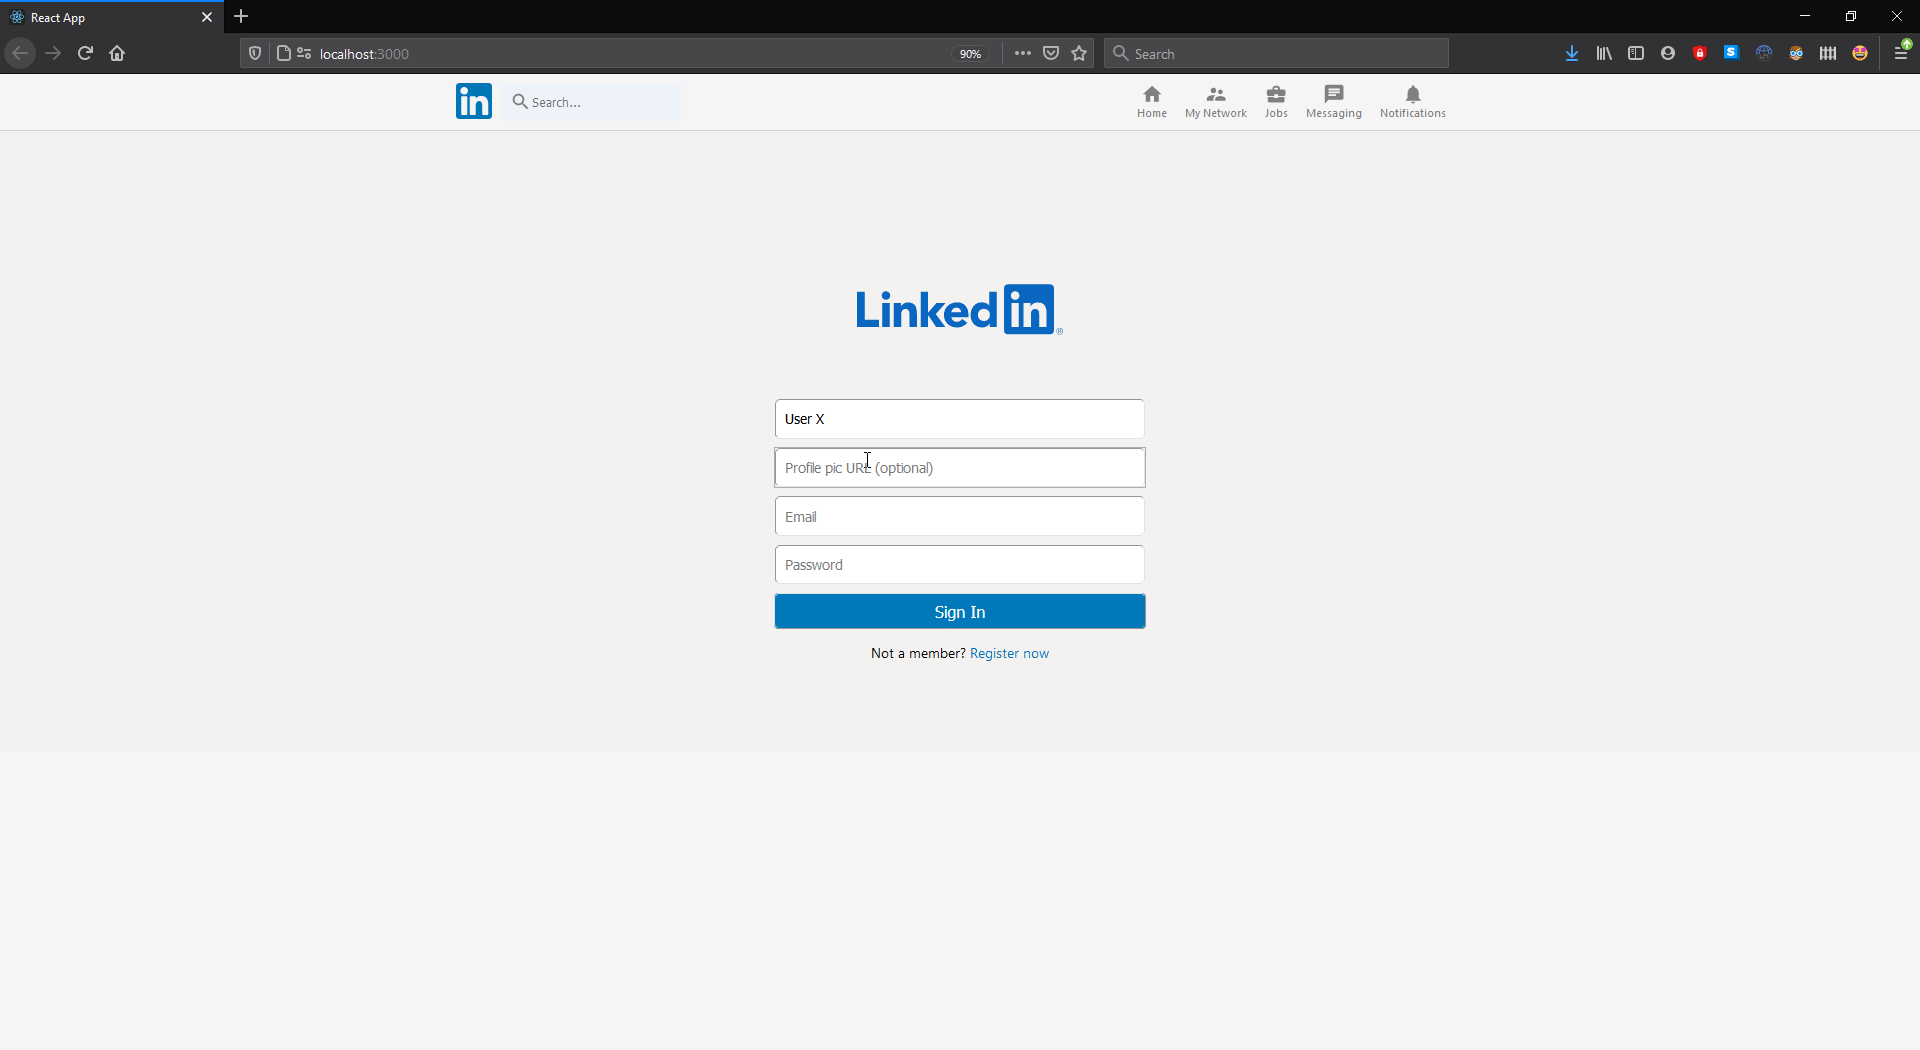 React App
localhost:3000
90%
Search
in
Search...
Home
My Network
Jobs
Messaging
Notifications
Linked in ®
User X
Profile pic URL (optional)
Email
Password
Sign In
Not a member? Register now